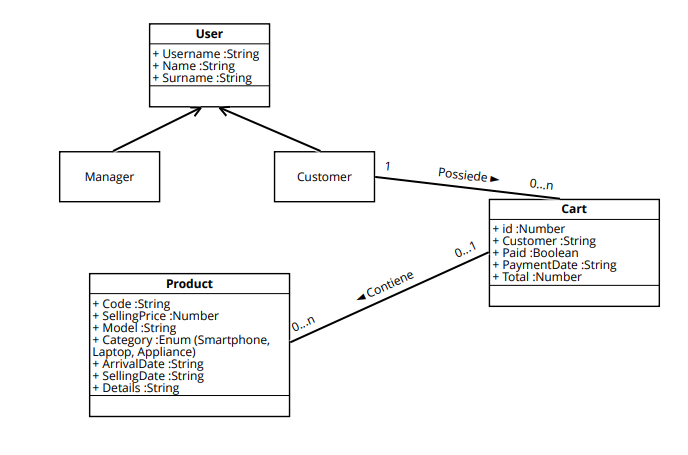 User
+ Username :String
+ Name :String
+ Surname :String
Manager
Customer
1
Possiede ►
0...n
Cart
+ id :Number
+ Customer :String
+ Paid :Boolean
+ PaymentDate :String
+ Total :Number
0...1
◄ Contiene
0...n
Product
+ Code :String
+ SellingPrice :Number
+ Model :String
+ Category :Enum (Smartphone,
Laptop, Appliance)
+ ArrivalDate :String
+ SellingDate :String
+ Details :String